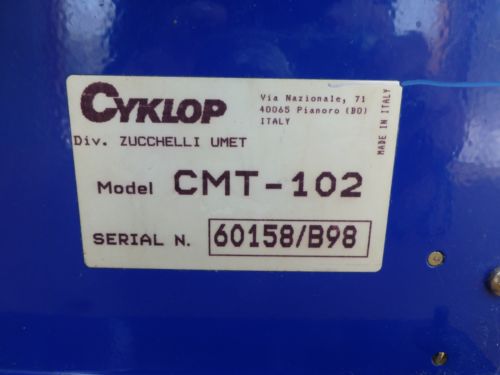 CYKLOP
Via Nazionale, 71
40065 Pianoro (BO)
ITALY
MADE IN ITALY
Div. ZUCCHELLI UMET
Model CMT-102
SERIAL N. 60158/B98